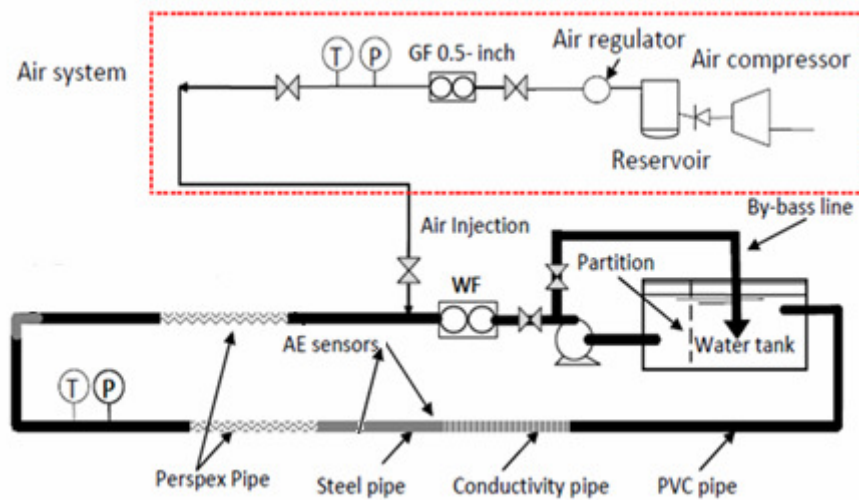 Air system
T
P
GF 0.5- inch
Air regulator
Air compressor
Reservoir
Air Injection
By-bass line
Partition
WF
Water tank
AE sensors
T
P
Perspex Pipe
Steel pipe
Conductivity pipe
PVC pipe